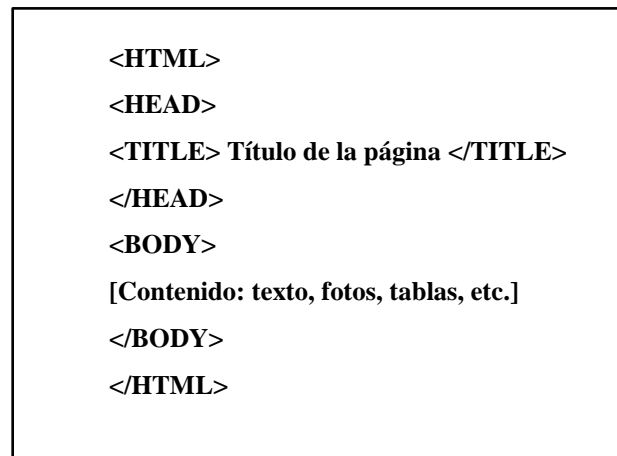 <HTML>
<HEAD>
<TITLE> Título de la página </TITLE>
</HEAD>
<BODY>
[Contenido: texto, fotos, tablas, etc.]
</BODY>
</HTML>